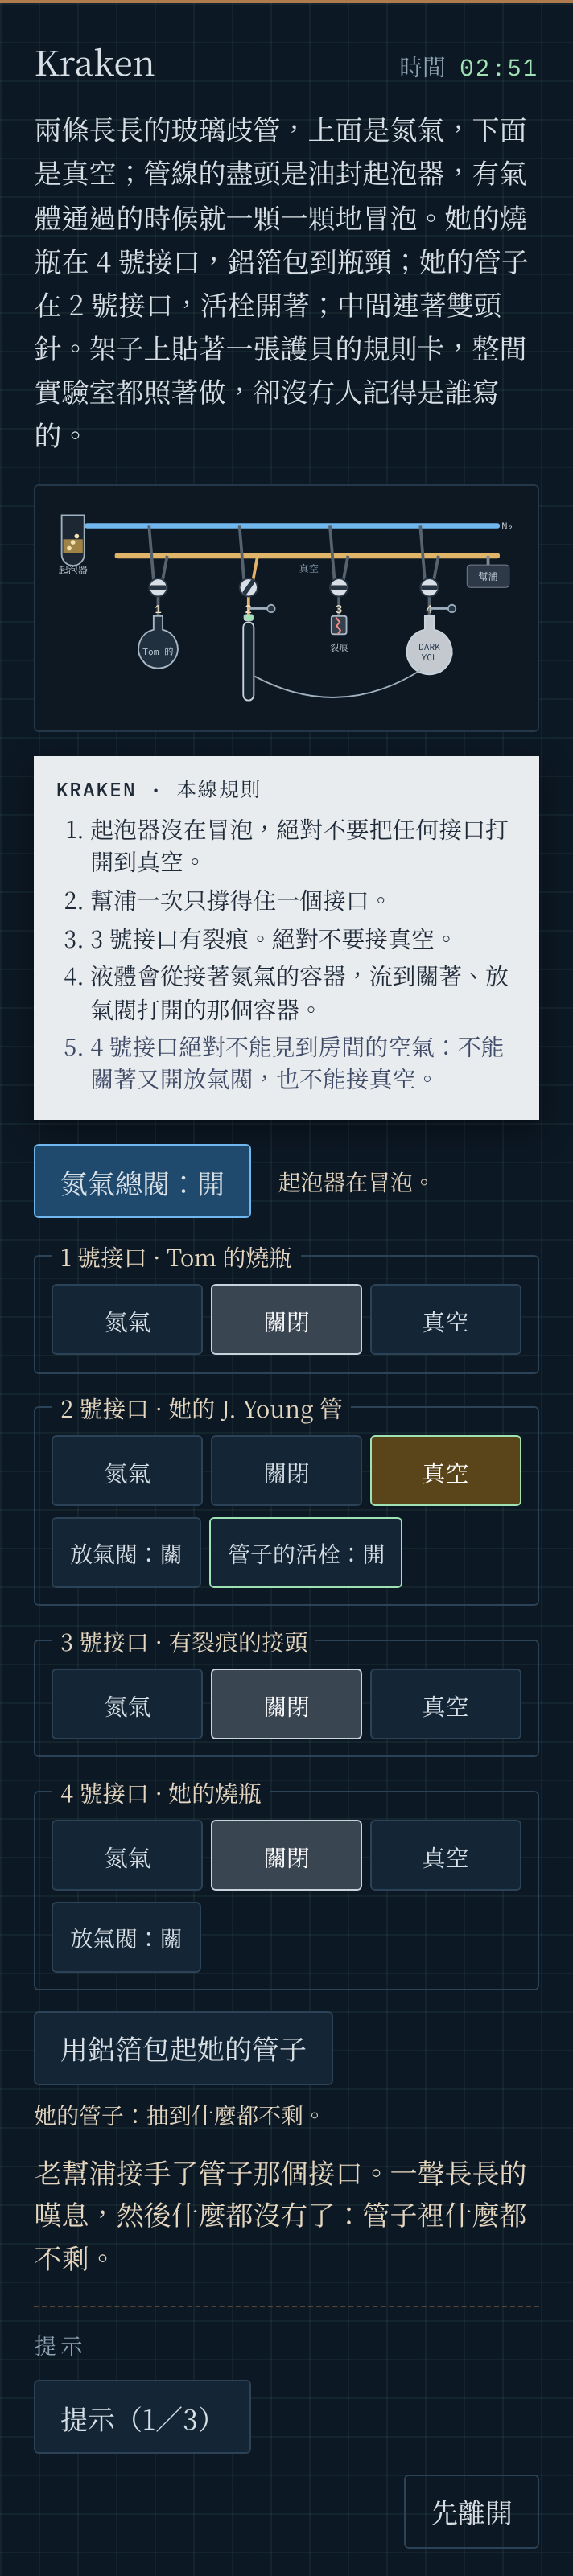 Kraken
時間 02:51
兩條長長的玻璃歧管，上面是氮氣，下面
是真空；管線的盡頭是油封起泡器，有氣
體通過的時候就一顆一顆地冒泡。她的燒
瓶在 4 號接口，鋁箔包到瓶頸；她的管子
在 2 號接口，活栓開著；中間連著雙頭
針。架子上貼著一張護貝的規則卡，整間
實驗室都照著做，卻沒有人記得是誰寫
的。
N₂
起泡器
真空
幫浦
1
2
3
4
Tom 的
裂痕
DARK
YCL
KRAKEN · 本線規則
1. 起泡器沒在冒泡，絕對不要把任何接口打
開到真空。
2. 幫浦一次只撐得住一個接口。
3. 3 號接口有裂痕。絕對不要接真空。
4. 液體會從接著氮氣的容器，流到關著、放
氣閥打開的那個容器。
5. 4 號接口絕對不能見到房間的空氣：不能
關著又開放氣閥，也不能接真空。
氮氣總閥：開
起泡器在冒泡。
1 號接口 · Tom 的燒瓶
氮氣 關閉 真空
2 號接口 · 她的 J. Young 管
氮氣 關閉 真空
放氣閥：關 管子的活栓：開
3 號接口 · 有裂痕的接頭
氮氣 關閉 真空
4 號接口 · 她的燒瓶
氮氣 關閉 真空
放氣閥：關
用鋁箔包起她的管子
她的管子：抽到什麼都不剩。
老幫浦接手了管子那個接口。一聲長長的
嘆息，然後什麼都沒有了：管子裡什麼都
不剩。
提示
提示（1／3）
先離開